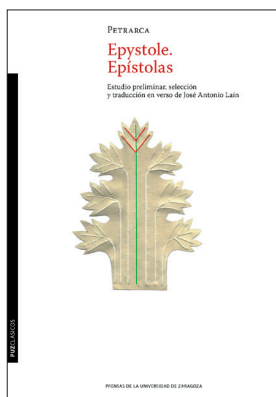 PETRARCA
Epystole.
Epístolas
Estudio preliminar, selección
y traducción en verso de José Antonio Laín
PUZCLÁSICOS
PRENSAS DE LA UNIVERSIDAD DE ZARAGOZA